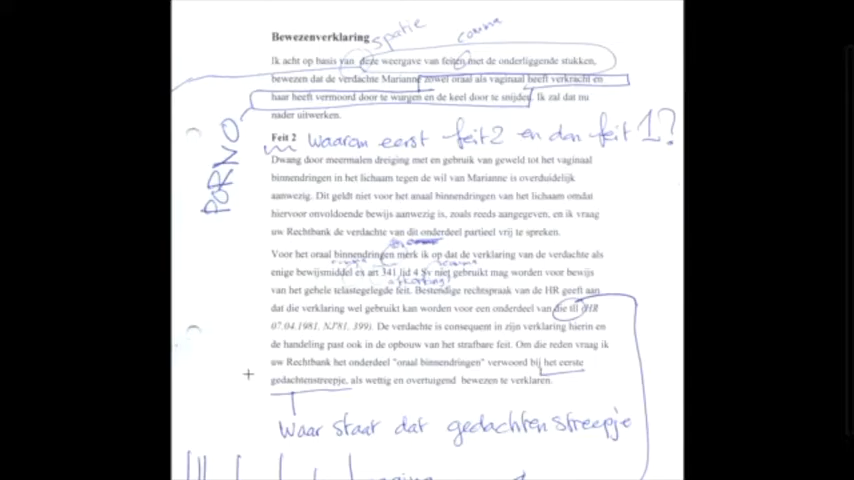 spatie
comma
Bewezenverklaring
Ik acht op basis van deze weergave van feiten met de onderliggende stukken,
bewezen dat de verdachte Marianne zowel oraal als vaginaal heeft verkracht en
haar heeft vermoord door te wurgen en de keel door te snijden. Ik zal dat nu
nader uitwerken.
PORNO
Feit 2 Waarom eerst feit 2 en dan feit 1?
Dwang door meermalen dreiging met en gebruik van geweld tot het vaginaal
binnendringen in het lichaam tegen de wil van Marianne is overduidelijk
aanwezig. Dit geldt niet voor het anaal binnendringen van het lichaam omdat
hiervoor onvoldoende bewijs aanwezig is, zoals reeds aangegeven, en ik vraag
uw Rechtbank de verdachte van dit onderdeel partieel vrij te spreken.
Voor het oraal binnendringen merk ik op dat de verklaring van de verdachte als
enige bewijsmiddel ex art 341 lid 4 Sv niet gebruikt mag worden voor bewijs
afkorting!
van het gehele telastegelegde feit. Bestendige rechtspraak van de HR geeft aan
dat die verklaring wel gebruikt kan worden voor een onderdeel van die tll (HR
07.04.1981, NJ'81, 399). De verdachte is consequent in zijn verklaring hierin en
de handeling past ook in de opbouw van het strafbare feit. Om die reden vraag ik
uw Rechtbank het onderdeel "oraal binnendringen" verwoord bij het eerste
gedachtenstreepje, als wettig en overtuigend bewezen te verklaren.
Waar staat dat gedachtenstreepje